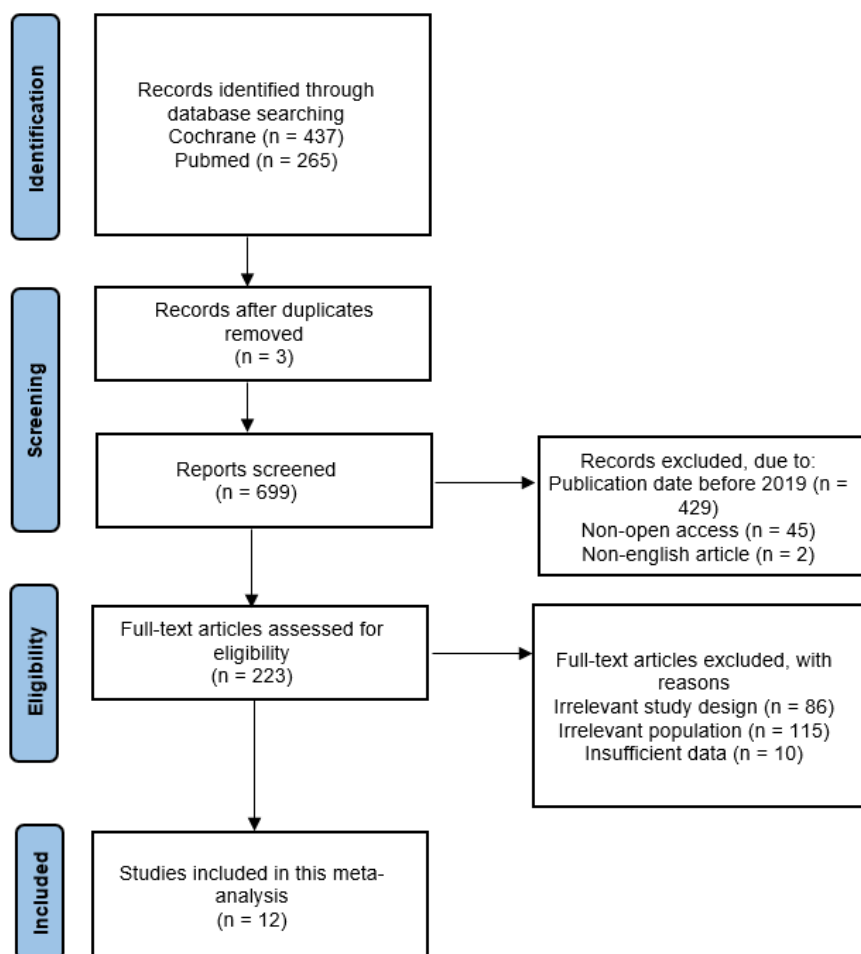 Identification
Records identified through
database searching
Cochrane (n = 437)
Pubmed (n = 265)
Screening
Records after duplicates
removed
(n = 3)
Reports screened
(n = 699)
Records excluded, due to:
Publication date before 2019 (n =
429)
Non-open access (n = 45)
Non-english article (n = 2)
Eligibility
Full-text articles assessed for
eligibility
(n = 223)
Full-text articles excluded, with
reasons
Irrelevant study design (n = 86)
Irrelevant population (n = 115)
Insufficient data (n = 10)
Included
Studies included in this meta-
analysis
(n = 12)